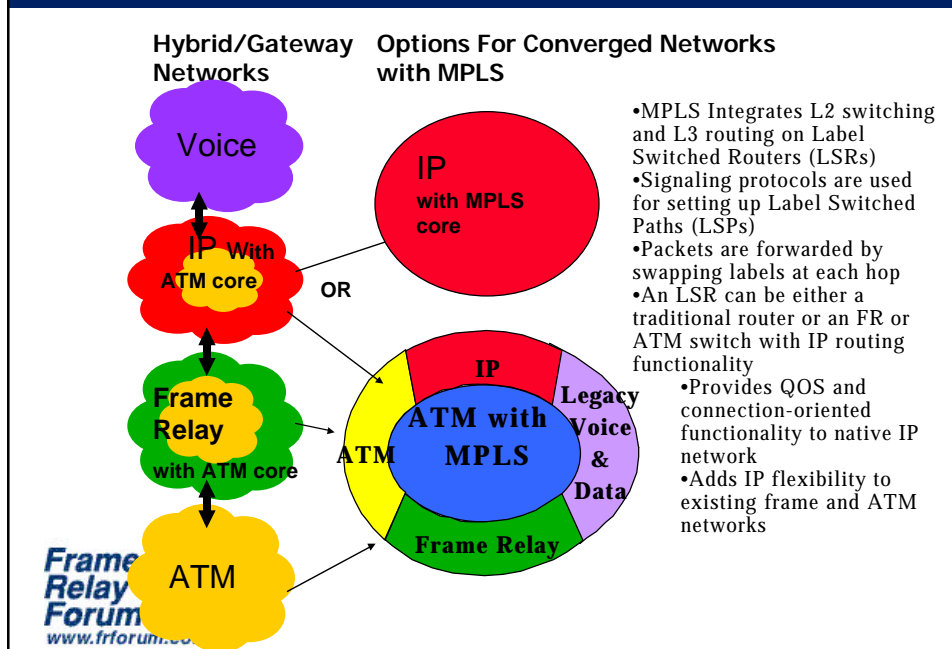 Hybrid/Gateway
Networks
Options For Converged Networks
with MPLS
Voice
IP With
ATM core
OR
Frame
Relay
with ATM core
ATM
IP
with MPLS
core
IP
ATM
ATM with
MPLS
Legacy
Voice
&
Data
Frame Relay
•MPLS Integrates L2 switching
and L3 routing on Label
Switched Routers (LSRs)
•Signaling protocols are used
for setting up Label Switched
Paths (LSPs)
•Packets are forwarded by
swapping labels at each hop
•An LSR can be either a
traditional router or an FR or
ATM switch with IP routing
functionality
•Provides QOS and
connection-oriented
functionality to native IP
network
•Adds IP flexibility to
existing frame and ATM
networks
Frame
Relay
Forum